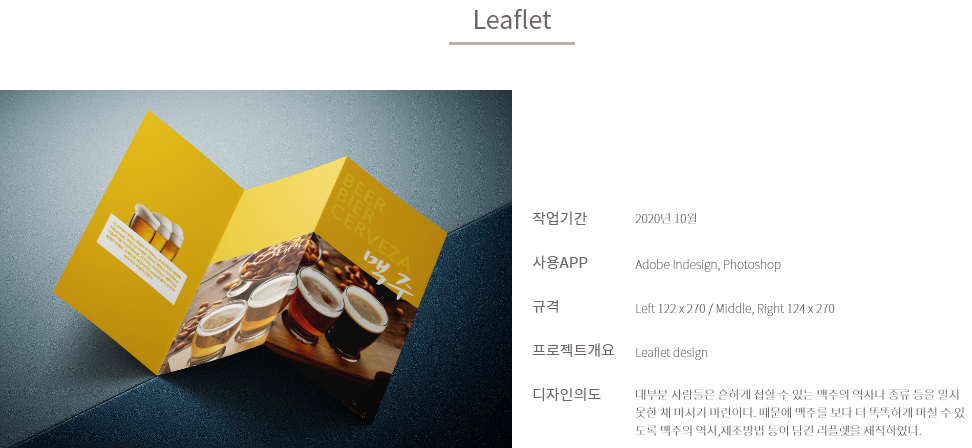 Leaflet
BEER
BIER
CERVEZA
맥주
작업기간 2020년 10월
사용APP Adobe Indesign, Photoshop
규격 Left 122 x 270 / Middle, Right 124 x 270
프로젝트개요 Leaflet design
디자인의도 대부분 사람들은 흔하게 접할 수 있는 맥주의 역사나 종류 등을 알지
못한 채 마시기 마련이다. 때문에 맥주를 보다 더 똑똑하게 마실 수 있
도록 맥주의 역사,제조방법 등이 담긴 리플렛을 제작하였다.